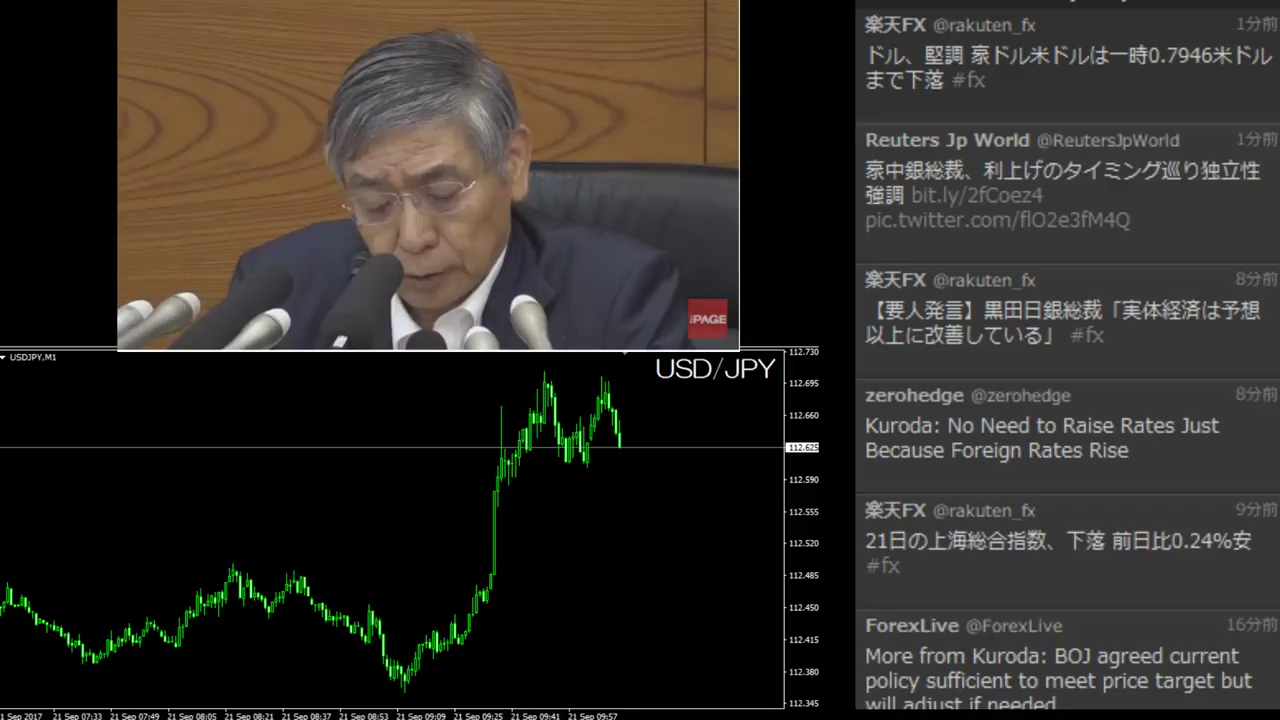 iPAGE
USDJPY,M1
USD/JPY
112.730
112.695
112.660
112.625
112.590
112.555
112.520
112.485
112.450
112.415
112.380
112.345
1 Sep 2017
21 Sep 07:33
21 Sep 07:49
21 Sep 08:05
21 Sep 08:21
21 Sep 08:37
21 Sep 08:53
21 Sep 09:09
21 Sep 09:25
21 Sep 09:41
21 Sep 09:57
楽天FX @rakuten_fx 1分前
ドル、堅調 豪ドル米ドルは一時0.7946米ドル
まで下落 #fx
Reuters Jp World @ReutersJpWorld 1分前
豪中銀総裁、利上げのタイミング巡り独立性
強調 bit.ly/2fCoez4
pic.twitter.com/flO2e3fM4Q
楽天FX @rakuten_fx 8分前
【要人発言】黒田日銀総裁「実体経済は予想
以上に改善している」 #fx
zerohedge @zerohedge 8分前
Kuroda: No Need to Raise Rates Just
Because Foreign Rates Rise
楽天FX @rakuten_fx 9分前
21日の上海総合指数、下落 前日比0.24%安
#fx
ForexLive @ForexLive 16分前
More from Kuroda: BOJ agreed current
policy sufficient to meet price target but
will adjust if needed